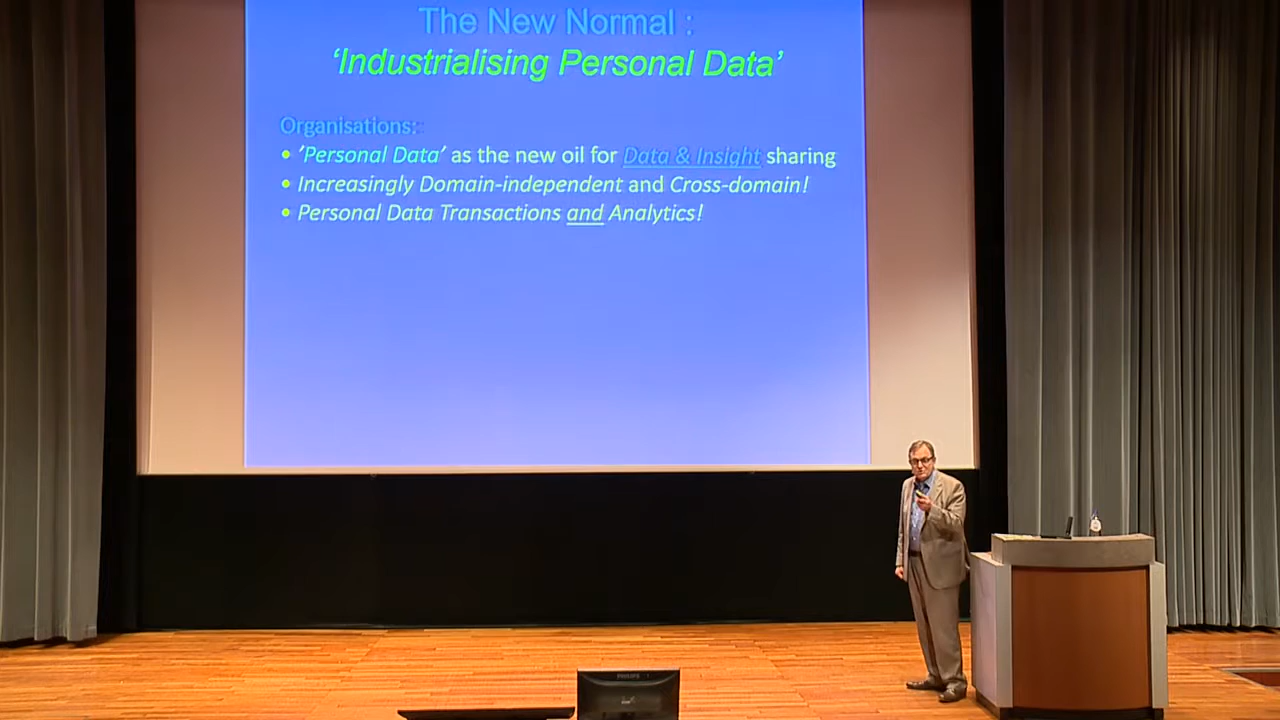 The New Normal :
‘Industrialising Personal Data’
Organisations:
• ’Personal Data’ as the new oil for Data & Insight sharing
• Increasingly Domain-independent and Cross-domain!
• Personal Data Transactions and Analytics!
PHILIPS